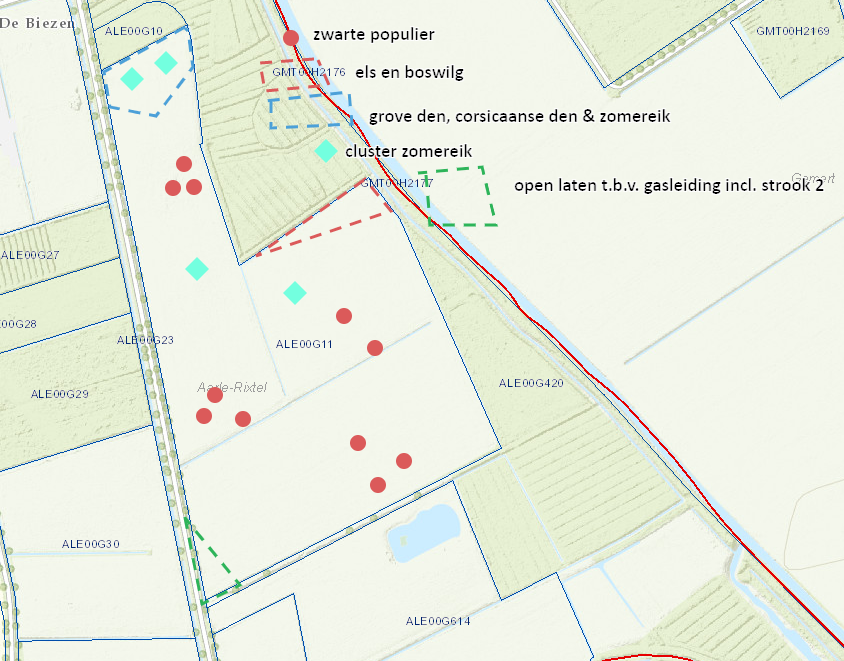 De Biezen
ALE00G10
zwarte populier
GMT00H2169
GMT00H2176
els en boswilg
grove den, corsicaanse den & zomereik
cluster zomereik
GMT00H2177
open laten t.b.v. gasleiding incl. strook 2
Gemert
ALE00G27
00G28
ALE00G23
ALE00G11
ALE00G29
Aarle-Rixtel
ALE00G420
ALE00G30
ALE00G614